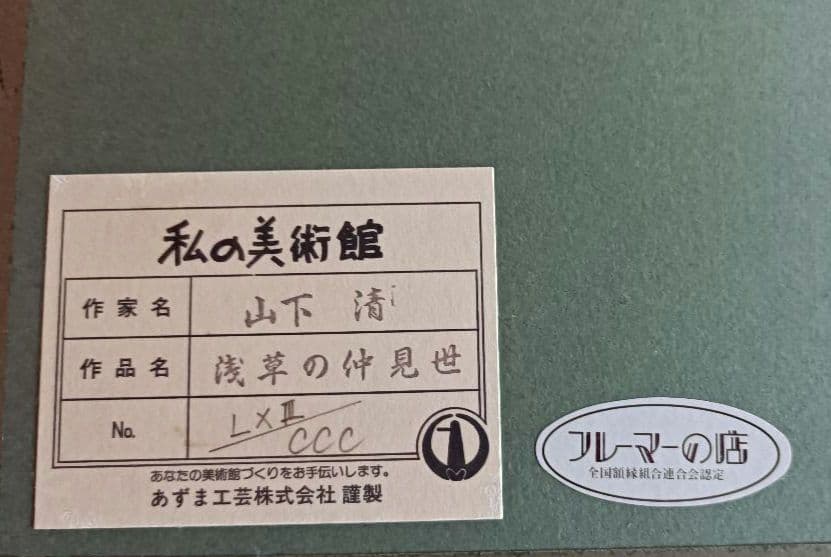 私の美術館
作家名 山下 清
作品名 浅草の仲見世
No. LXⅢ/CCC
あなたの美術館づくりをお手伝いします。
あずま工芸株式会社 謹製
フレーマーの店
全国額縁組合連合会認定